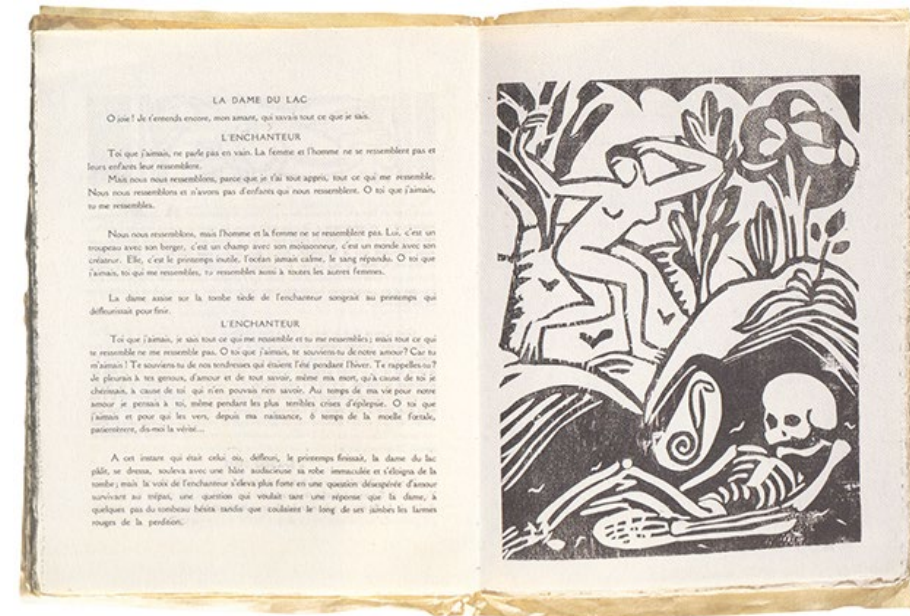 LA DAME DU LAC
O joie ! Je t'entends encore, mon amant, qui savais tout ce que je sais.
L'ENCHANTEUR
Toi que j'aimais, ne parle pas en vain. La femme et l'homme ne se ressemblent pas et
leurs enfants leur ressemblent.
Mais nous nous ressemblons, parce que je t'ai tout appris, tout ce qui me ressemble.
Nous nous ressemblons et n'avons pas d'enfants qui nous ressemblent. O toi que j'aimais,
tu me ressembles.
Nous nous ressemblons, mais l'homme et la femme ne se ressemblent pas. Lui, c'est un
troupeau avec son berger, c'est un champ avec son moissonneur, c'est un monde avec son
créateur. Elle, c'est le printemps inutile, l'océan jamais calme, le sang répandu. O toi que
j'aimais, toi qui me ressembles, tu ressembles aussi à toutes les autres femmes.
La dame assise sur la tombe tiède de l'enchanteur songeait au printemps qui
défleurissait pour finir.
L'ENCHANTEUR
Toi que j'aimais, je sais tout ce qui me ressemble et tu me ressembles ; mais tout ce qui
te ressemble ne me ressemble pas. O toi que j'aimais, te souviens-tu de notre amour ? Car tu
m'aimais ! Te souviens-tu de nos tendresses qui étaient l'été pendant l'hiver. Te rappelles-tu ?
Je pleurais à tes genoux, d'amour et de tout savoir, même ma mort, qu'à cause de toi je
chérissais, à cause de toi qui n'en pouvais rien savoir. Au temps de ma vie pour notre
amour je pensais à toi, même pendant les plus terribles crises d'épilepsie. O toi que
j'aimais et pour qui les vers, depuis ma naissance, ô temps de la moelle fœtale,
patientèrent, dis-moi la vérité...
A cet instant qui était celui où, défleuri, le printemps finissait, la dame du lac
pâlit, se dressa, souleva avec une hâte audacieuse sa robe immaculée et s'éloigna de la
tombe ; mais la voix de l'enchanteur s'éleva plus forte en une question désespérée d'amour
survivant au trépas, une question qui voulait tant une réponse que la dame, à
quelques pas du tombeau hésita tandis que coulaient le long de ses jambes les larmes
rouges de la perdition.